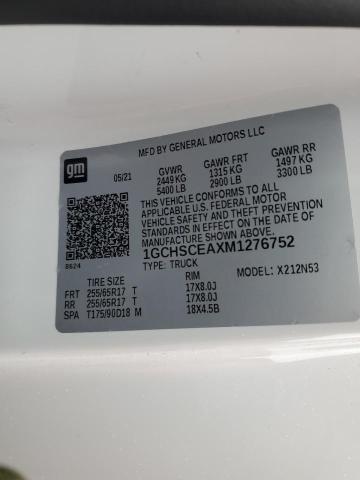 gm
MFD BY GENERAL MOTORS LLC
05/21 GVWR GAWR FRT GAWR RR
2449 KG 1315 KG 1497 KG
5400 LB 2900 LB 3300 LB
THIS VEHICLE CONFORMS TO ALL APPLICABLE
U.S. FEDERAL MOTOR VEHICLE SAFETY AND THEFT
PREVENTION STANDARDS IN EFFECT ON THE DATE OF
MANUFACTURE SHOWN ABOVE.
1GCHSCEAXM1276752
8624 TYPE: TRUCK MODEL: X212N53
TIRE SIZE RIM
FRT 255/65R17 T 17X8.0J
RR 255/65R17 T 17X8.0J
SPA T175/90D18 M 18X4.5B